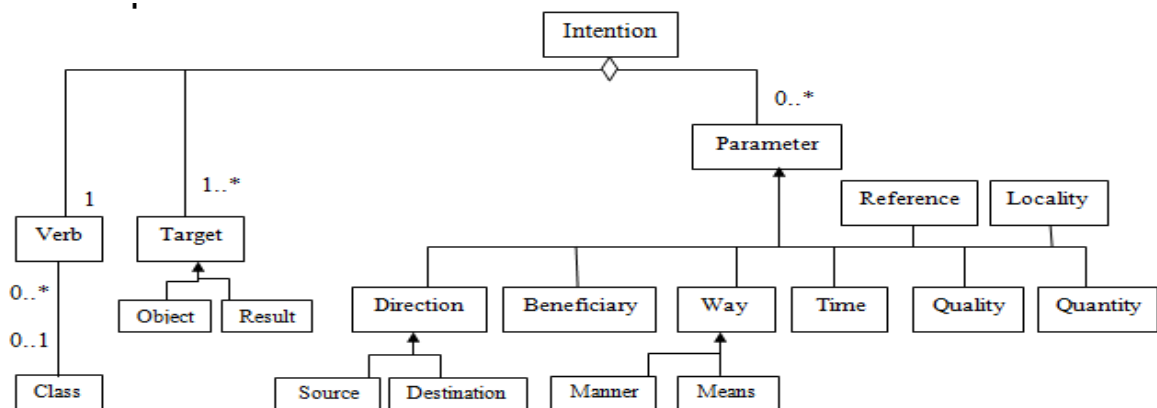 Intention
0..*
Parameter
1
1..*
Reference
Locality
Verb
Target
0..*
Object
Result
Direction
Beneficiary
Way
Time
Quality
Quantity
0..1
Class
Source
Destination
Manner
Means